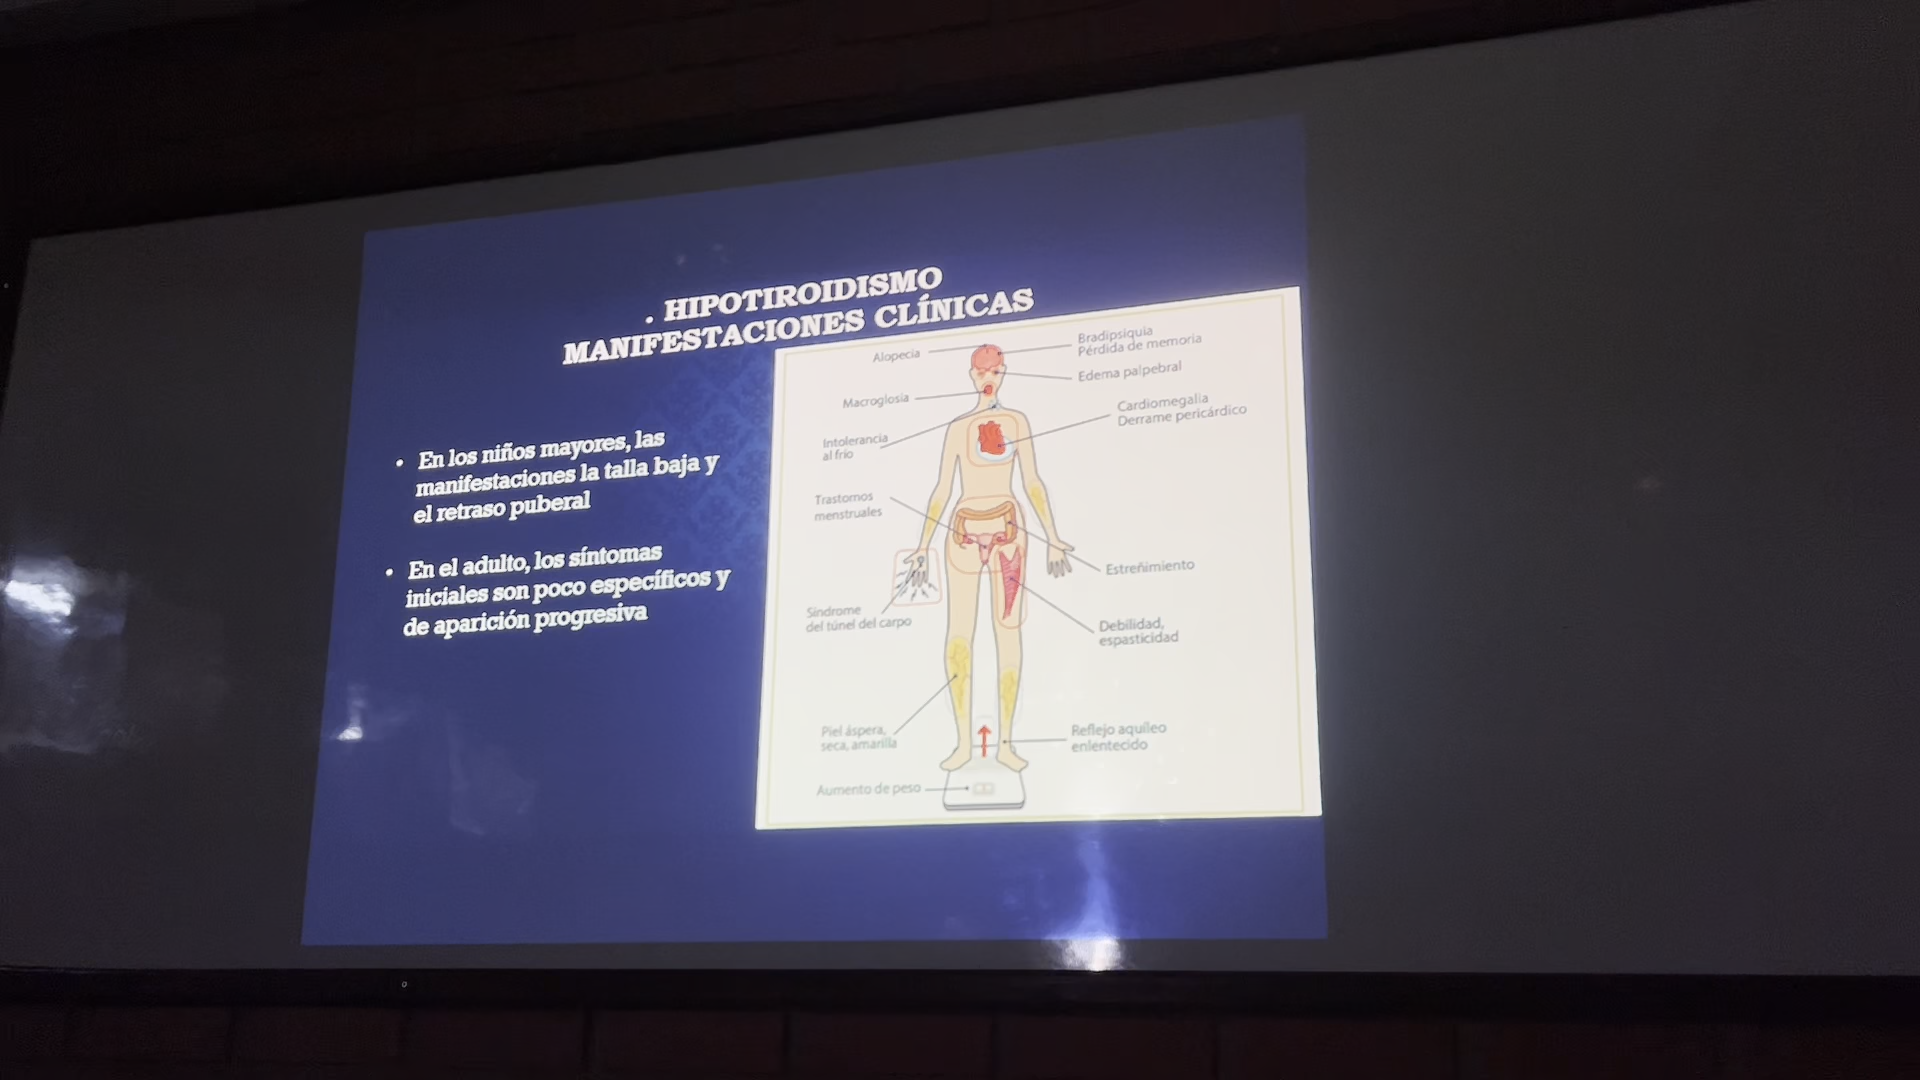 . HIPOTIROIDISMO
MANIFESTACIONES CLÍNICAS
• En los niños mayores, las
manifestaciones la talla baja y
el retraso puberal
• En el adulto, los síntomas
iniciales son poco específicos y
de aparición progresiva
Alopecia
Macroglosia
Intolerancia
al frío
Trastornos
menstruales
Síndrome
del túnel del carpo
Piel áspera,
seca, amarilla
Aumento de peso
Bradipsiquia
Pérdida de memoria
Edema palpebral
Cardiomegalia
Derrame pericárdico
Estreñimiento
Debilidad,
espasticidad
Reflejo aquíleo
enlentecido